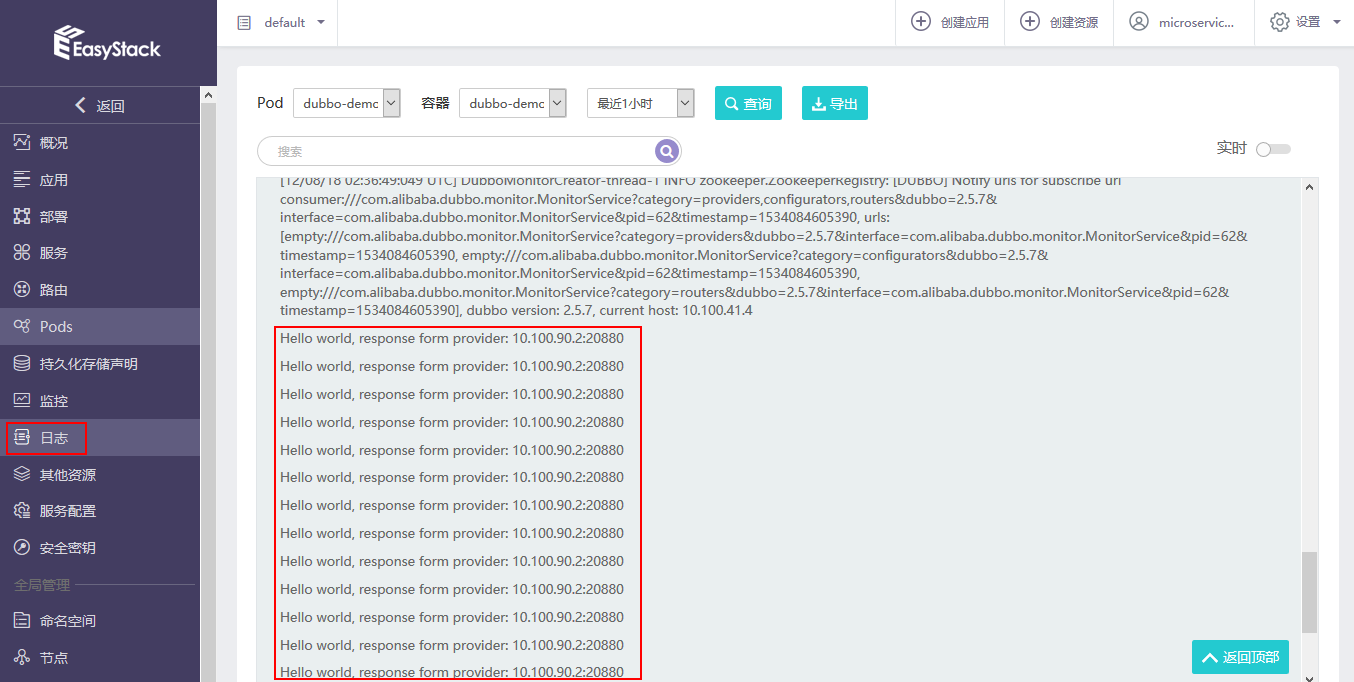 EasyStack
default
创建应用
创建资源
microservic...
设置
返回
概况
应用
部署
服务
路由
Pods
持久化存储声明
监控
日志
其他资源
服务配置
安全密钥
全局管理
命名空间
节点
Pod
dubbo-demc
容器
dubbo-demc
最近1小时
查询
导出
搜索
实时
[12/08/18 02:36:49:049 UTC] DubboMonitorCreator-thread-1 INFO zookeeper.ZookeeperRegistry: [DUBBO] Notify urls for subscribe url
consumer:///com.alibaba.dubbo.monitor.MonitorService?category=providers,configurators,routers&dubbo=2.5.7&
interface=com.alibaba.dubbo.monitor.MonitorService&pid=62&timestamp=1534084605390, urls:
[empty:///com.alibaba.dubbo.monitor.MonitorService?category=providers&dubbo=2.5.7&interface=com.alibaba.dubbo.monitor.MonitorService&pid=62&
timestamp=1534084605390, empty:///com.alibaba.dubbo.monitor.MonitorService?category=configurators&dubbo=2.5.7&
interface=com.alibaba.dubbo.monitor.MonitorService&pid=62&timestamp=1534084605390,
empty:///com.alibaba.dubbo.monitor.MonitorService?category=routers&dubbo=2.5.7&interface=com.alibaba.dubbo.monitor.MonitorService&pid=62&
timestamp=1534084605390], dubbo version: 2.5.7, current host: 10.100.41.4
Hello world, response form provider: 10.100.90.2:20880
Hello world, response form provider: 10.100.90.2:20880
Hello world, response form provider: 10.100.90.2:20880
Hello world, response form provider: 10.100.90.2:20880
Hello world, response form provider: 10.100.90.2:20880
Hello world, response form provider: 10.100.90.2:20880
Hello world, response form provider: 10.100.90.2:20880
Hello world, response form provider: 10.100.90.2:20880
Hello world, response form provider: 10.100.90.2:20880
Hello world, response form provider: 10.100.90.2:20880
Hello world, response form provider: 10.100.90.2:20880
Hello world, response form provider: 10.100.90.2:20880
Hello world, response form provider: 10.100.90.2:20880
返回顶部